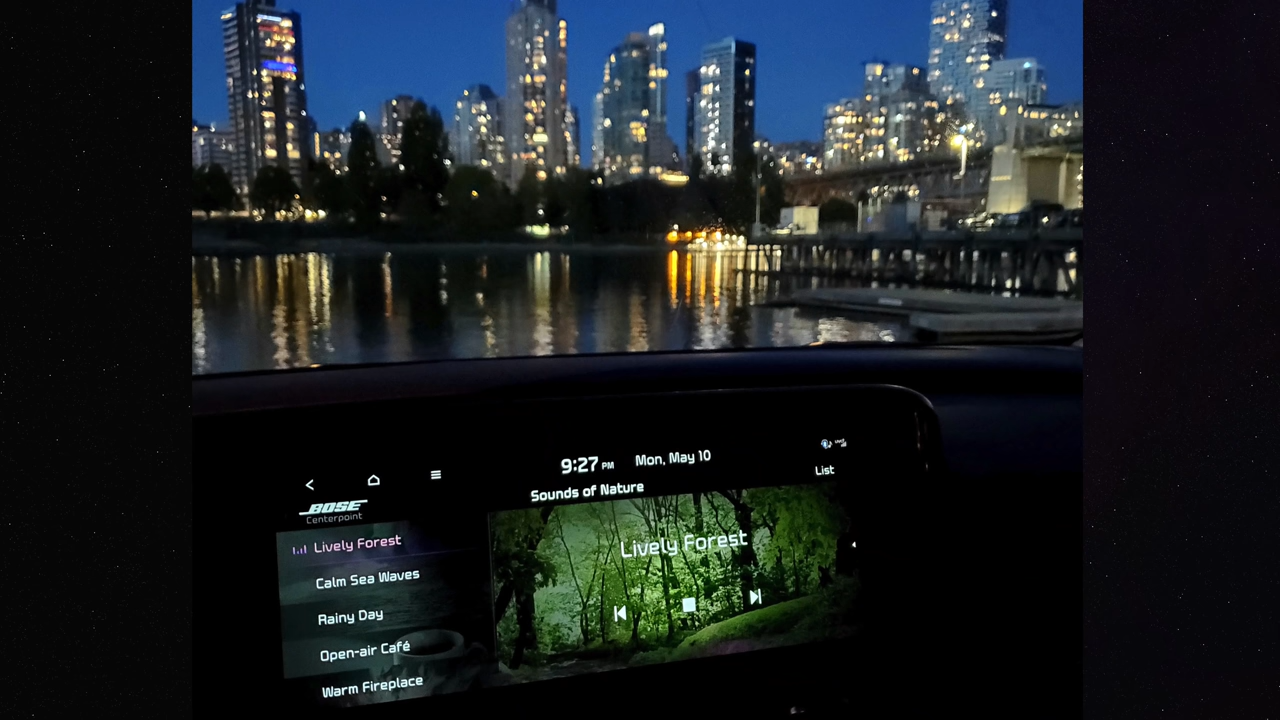 9:27 PM Mon, May 10
List
BOSE
Centerpoint
Sounds of Nature
Lively Forest
Calm Sea Waves
Rainy Day
Open-air Café
Warm Fireplace
Lively Forest